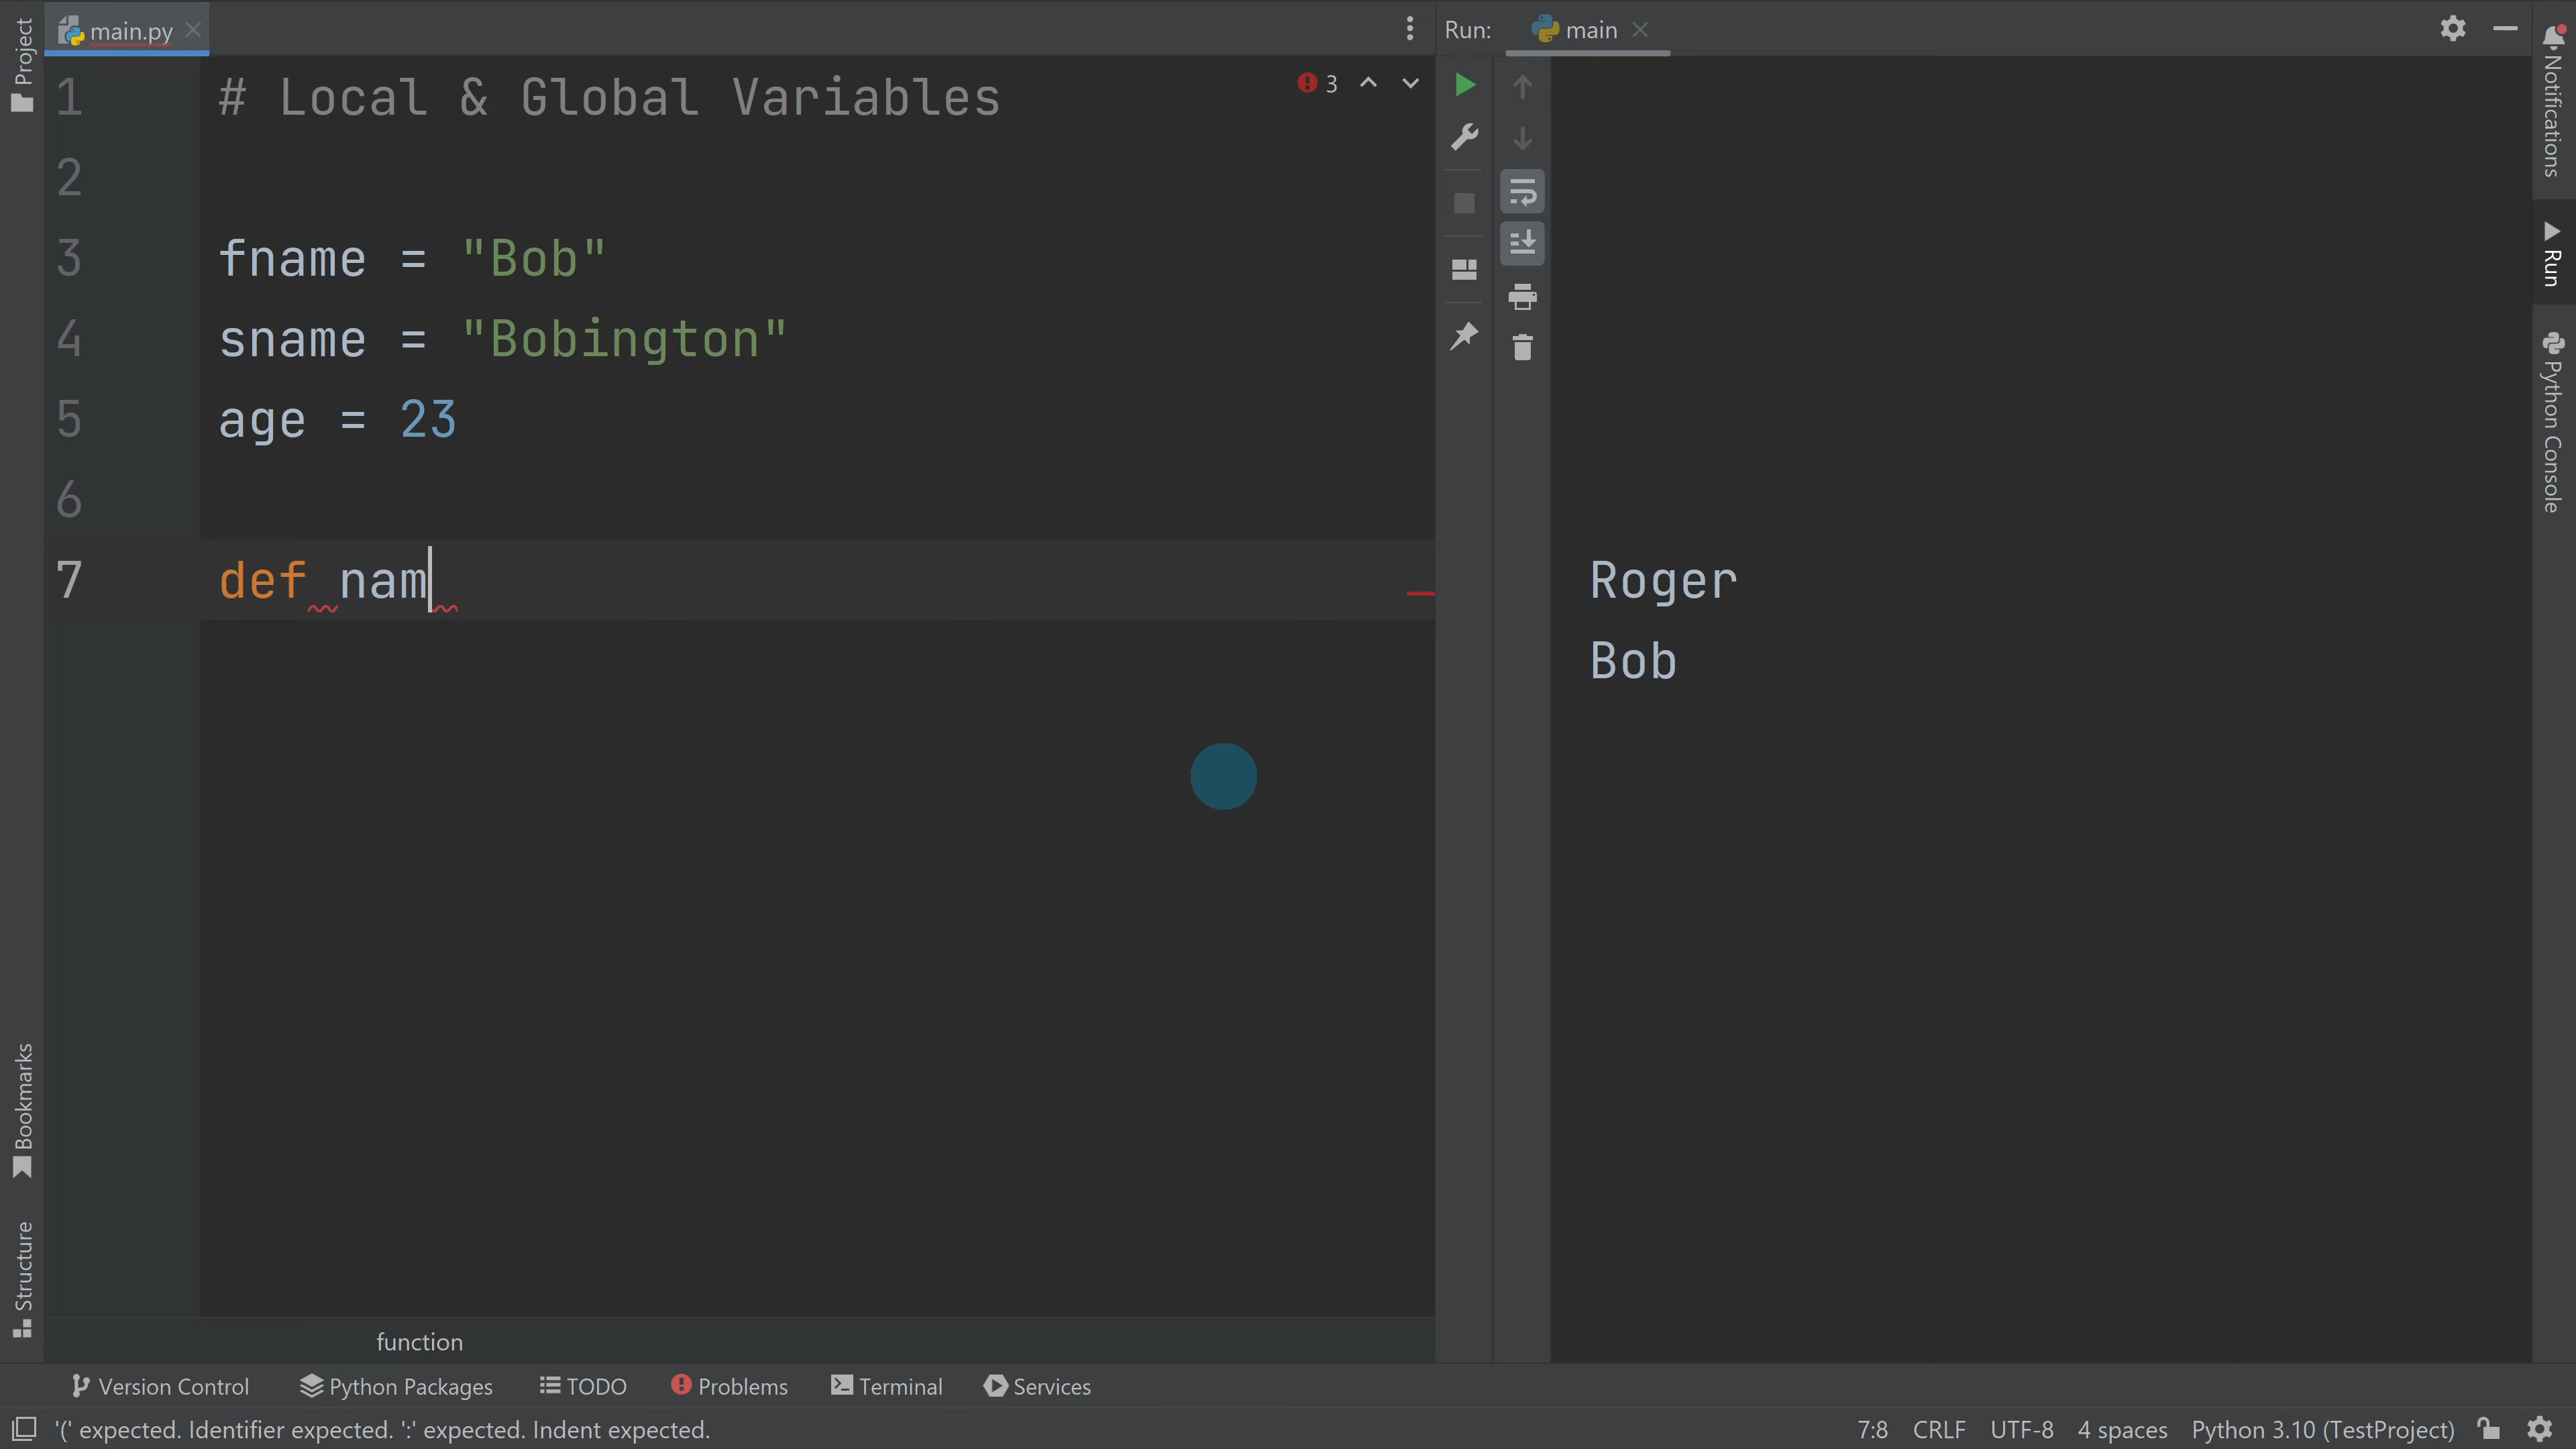 Project
main.py
3
1 # Local & Global Variables
2
3 fname = "Bob"
4 sname = "Bobington"
5 age = 23
6
7 def nam
function
Run:
main
Roger
Bob
Notifications
Run
Python Console
Bookmarks
Structure
Version Control
Python Packages
TODO
Problems
Terminal
Services
'(' expected. Identifier expected. ':' expected. Indent expected.
7:8 CRLF UTF-8 4 spaces Python 3.10 (TestProject)